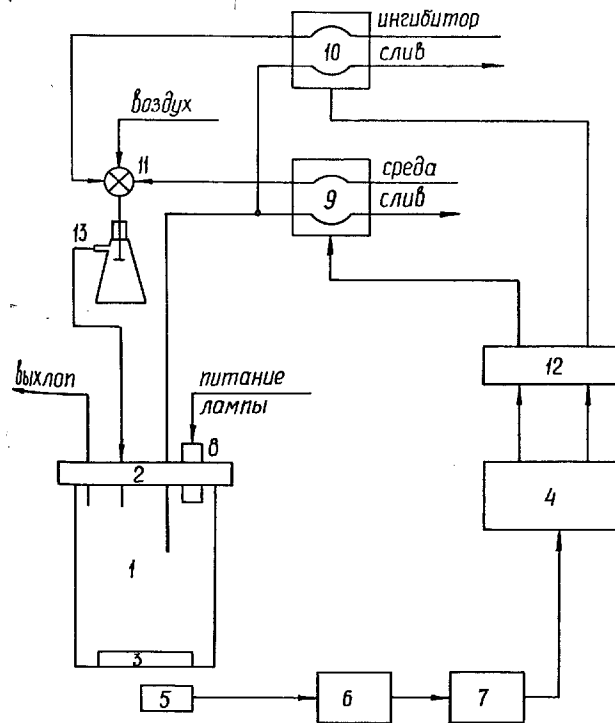 ингибитор
10
слив
воздух
11
среда
9
слив
13
12
выхлоп
питание
лампы
8
2
4
1
3
5
6
7